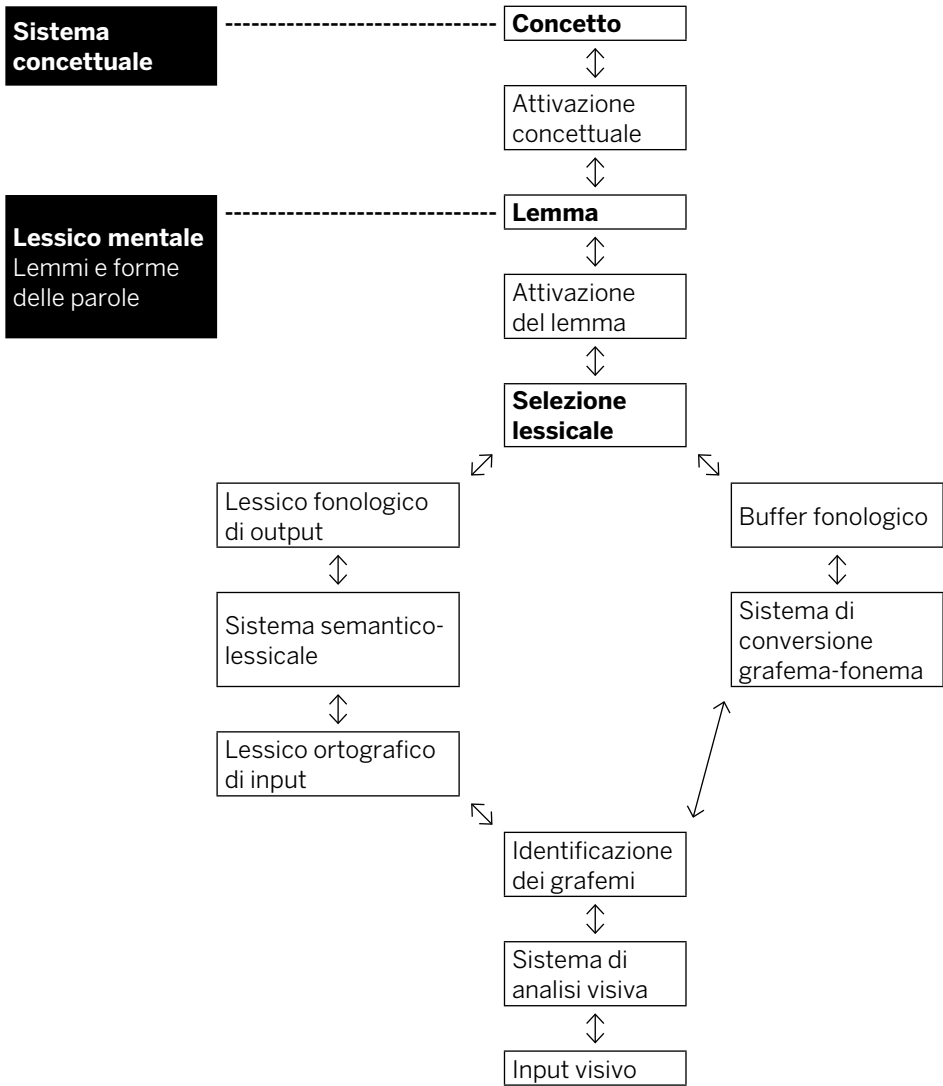 Sistema
concettuale
Concetto
Attivazione
concettuale
Lessico mentale
Lemmi e forme
delle parole
Lemma
Attivazione
del lemma
Selezione
lessicale
Lessico fonologico
di output
Buffer fonologico
Sistema semantico-
lessicale
Sistema di
conversione
grafema-fonema
Lessico ortografico
di input
Identificazione
dei grafemi
Sistema di
analisi visiva
Input visivo